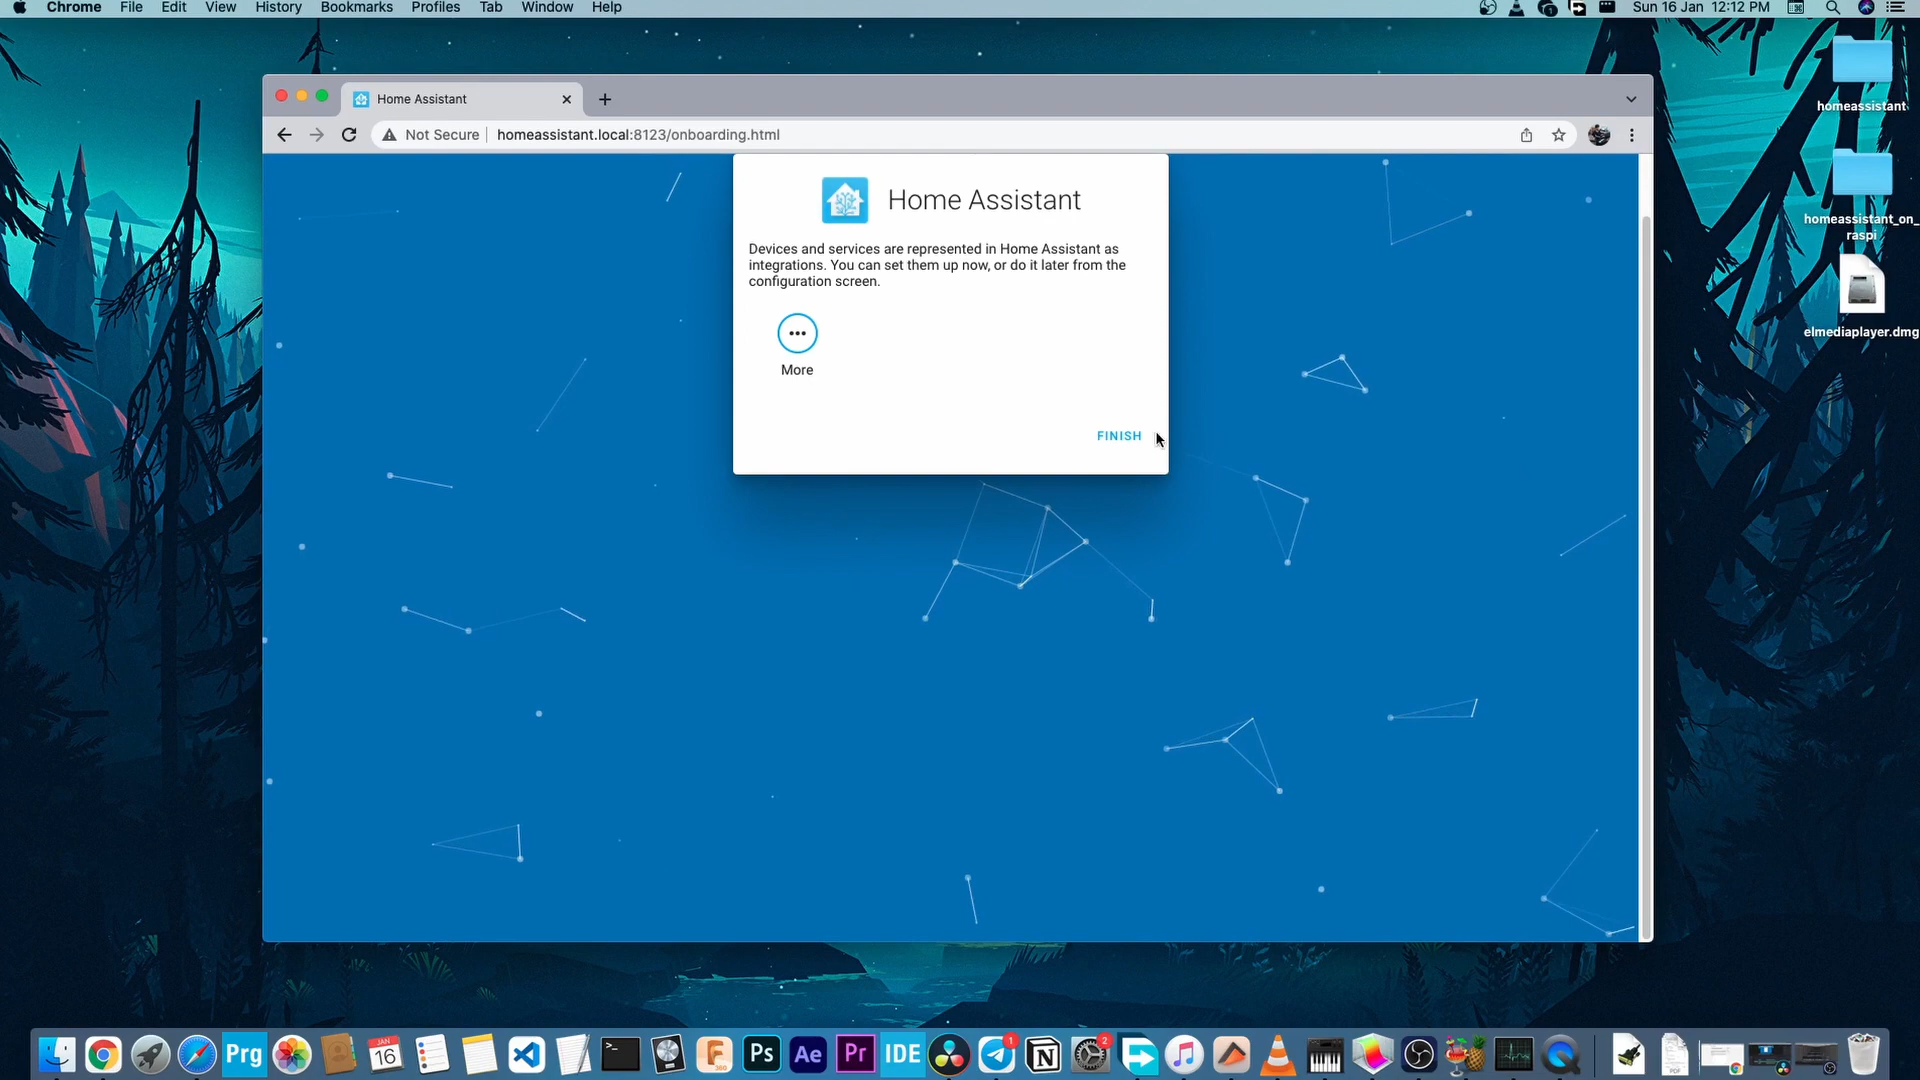 Chrome File Edit View History Bookmarks Profiles Tab Window Help
Sun 16 Jan 12:12 PM
Home Assistant
Not Secure homeassistant.local:8123/onboarding.html
Home Assistant
Devices and services are represented in Home Assistant as
integrations. You can set them up now, or do it later from the
configuration screen.
More
FINISH
homeassistant
homeassistant_on_
raspi
elmediaplayer.dmg
Prg
JAN
16
Ps
Ae
Pr
IDE
1
2